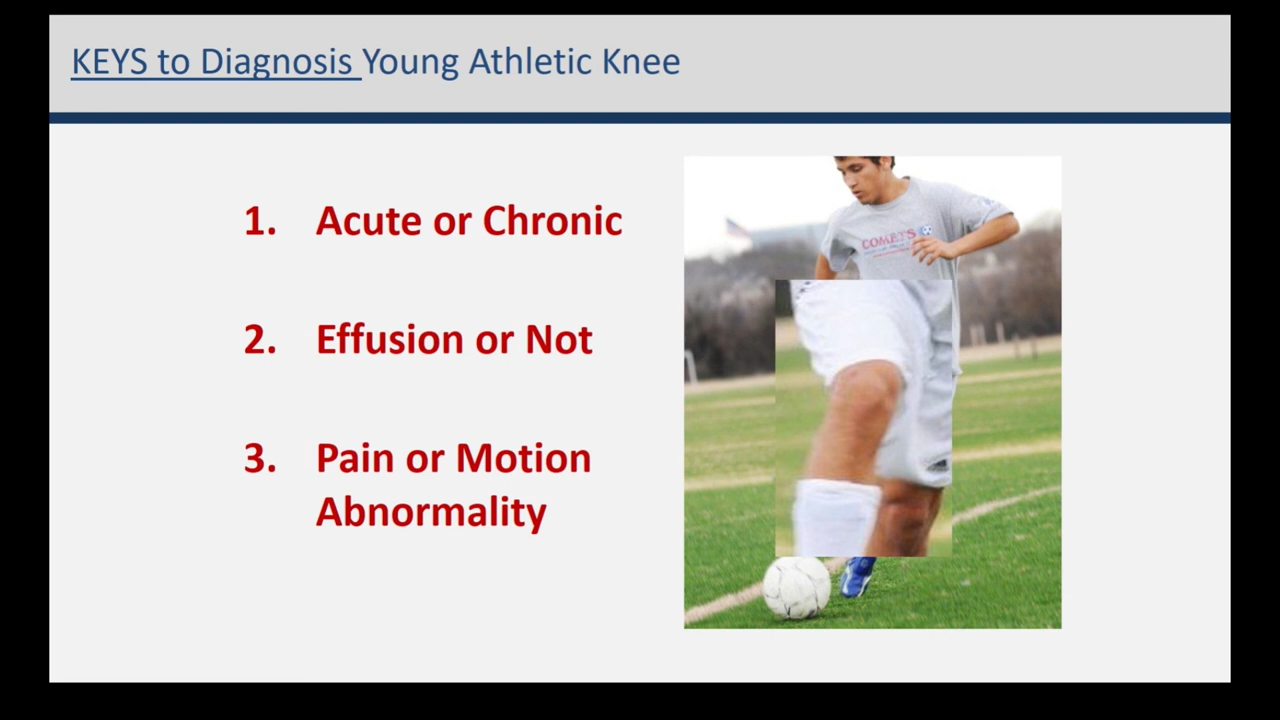 KEYS to Diagnosis Young Athletic Knee
1. Acute or Chronic
2. Effusion or Not
3. Pain or Motion
Abnormality
COMETS